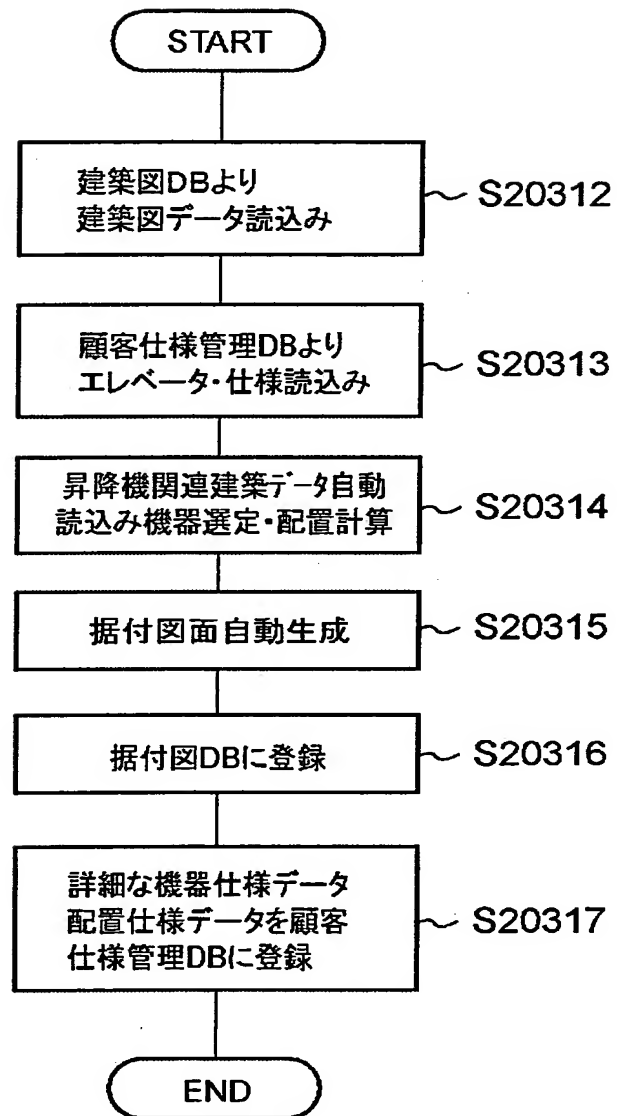 START
建築図DBより
建築図データ読込み
S20312
顧客仕様管理DBより
エレベータ・仕様読込み
S20313
昇降機関連建築データ自動
読込み機器選定・配置計算
S20314
据付図面自動生成
S20315
据付図DBに登録
S20316
詳細な機器仕様データ
配置仕様データを顧客
仕様管理DBに登録
S20317
END